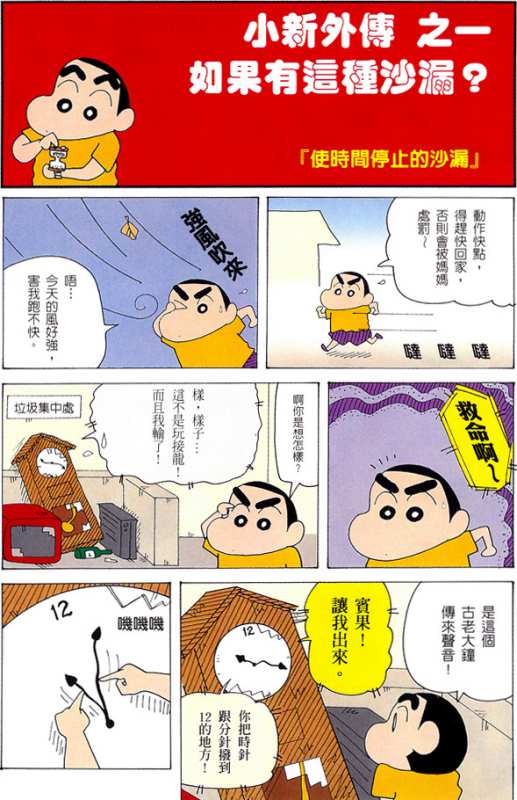 小新外傳 之一
如果有這種沙漏？
『使時間停止的沙漏』
動作快點，
得趕快回家，
否則會被媽媽
處罰～
噠 噠 噠
強風吹來
唔…
今天的風好強，
害我跑不快。
救命啊～
啊你是想怎樣？
樣，樣子…
這不是玩接龍！
而且我輸了！
垃圾集中處
是這個
古老大鐘
傳來聲音！
賓果！
讓我出來。
12
你把時針
跟分針撥到
12的地方！
12
嘰嘰嘰